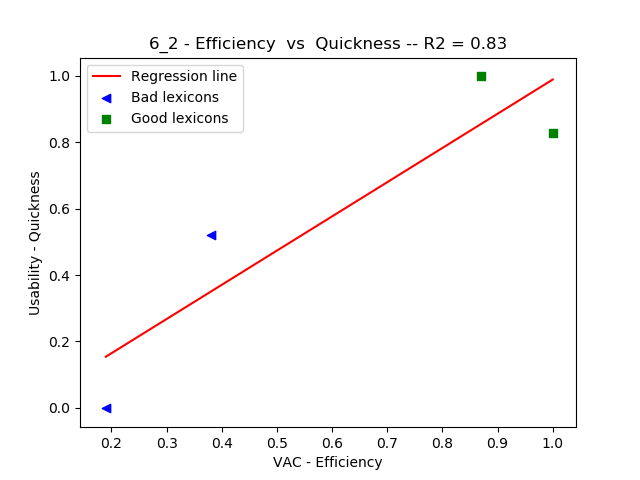 6_2 - Efficiency  vs  Quickness -- R2 = 0.83
Regression line
Bad lexicons
Good lexicons
1.0
0.8
0.6
0.4
0.2
0.0
Usability - Quickness
0.2 0.3 0.4 0.5 0.6 0.7 0.8 0.9 1.0
VAC - Efficiency